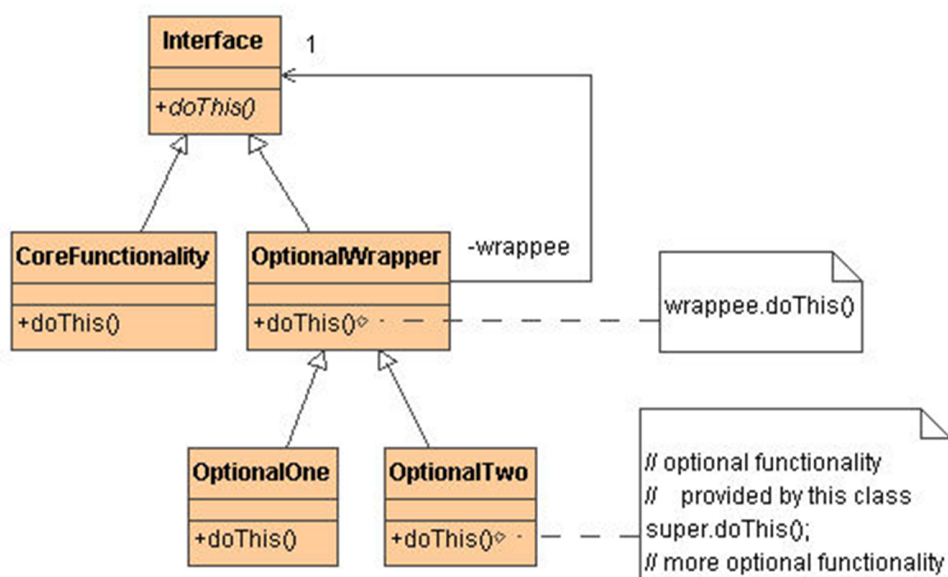 Interface
1
+doThis()
CoreFunctionality
OptionalWrapper
-wrappee
+doThis()
+doThis()
wrappee.doThis()
OptionalOne
OptionalTwo
+doThis()
+doThis()
// optional functionality
// provided by this class
super.doThis();
// more optional functionality